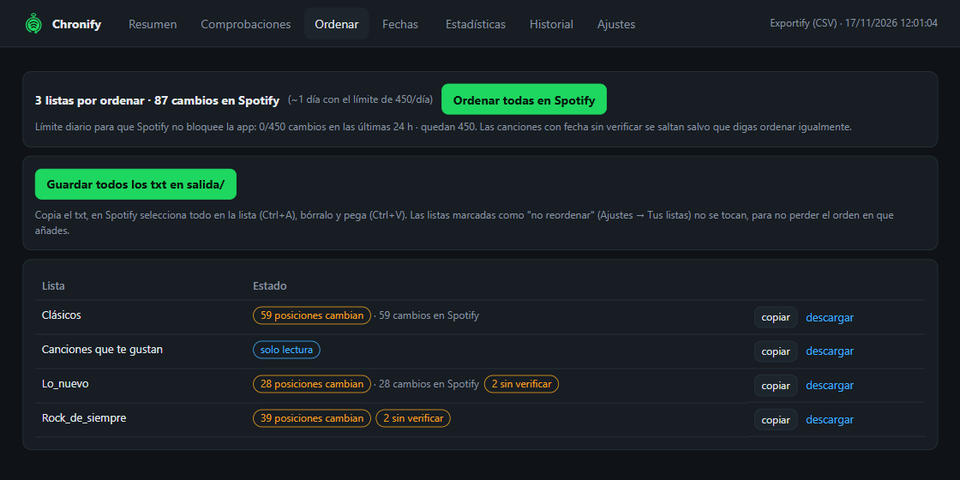 Chronify Resumen Comprobaciones Ordenar Fechas Estadísticas Historial Ajustes Exportify (CSV) · 17/11/2026 12:01:04
3 listas por ordenar · 87 cambios en Spotify (~1 día con el límite de 450/día) Ordenar todas en Spotify
Límite diario para que Spotify no bloquee la app: 0/450 cambios en las últimas 24 h · quedan 450. Las canciones con fecha sin verificar se saltan salvo que digas ordenar igualmente.
Guardar todos los txt en salida/
Copia el txt, en Spotify selecciona todo en la lista (Ctrl+A), bórralo y pega (Ctrl+V). Las listas marcadas como "no reordenar" (Ajustes → Tus listas) no se tocan, para no perder el orden en que
añades.
Lista Estado
Clásicos 59 posiciones cambian · 59 cambios en Spotify copiar descargar
Canciones que te gustan solo lectura copiar descargar
Lo_nuevo 28 posiciones cambian · 28 cambios en Spotify 2 sin verificar copiar descargar
Rock_de_siempre 39 posiciones cambian 2 sin verificar copiar descargar